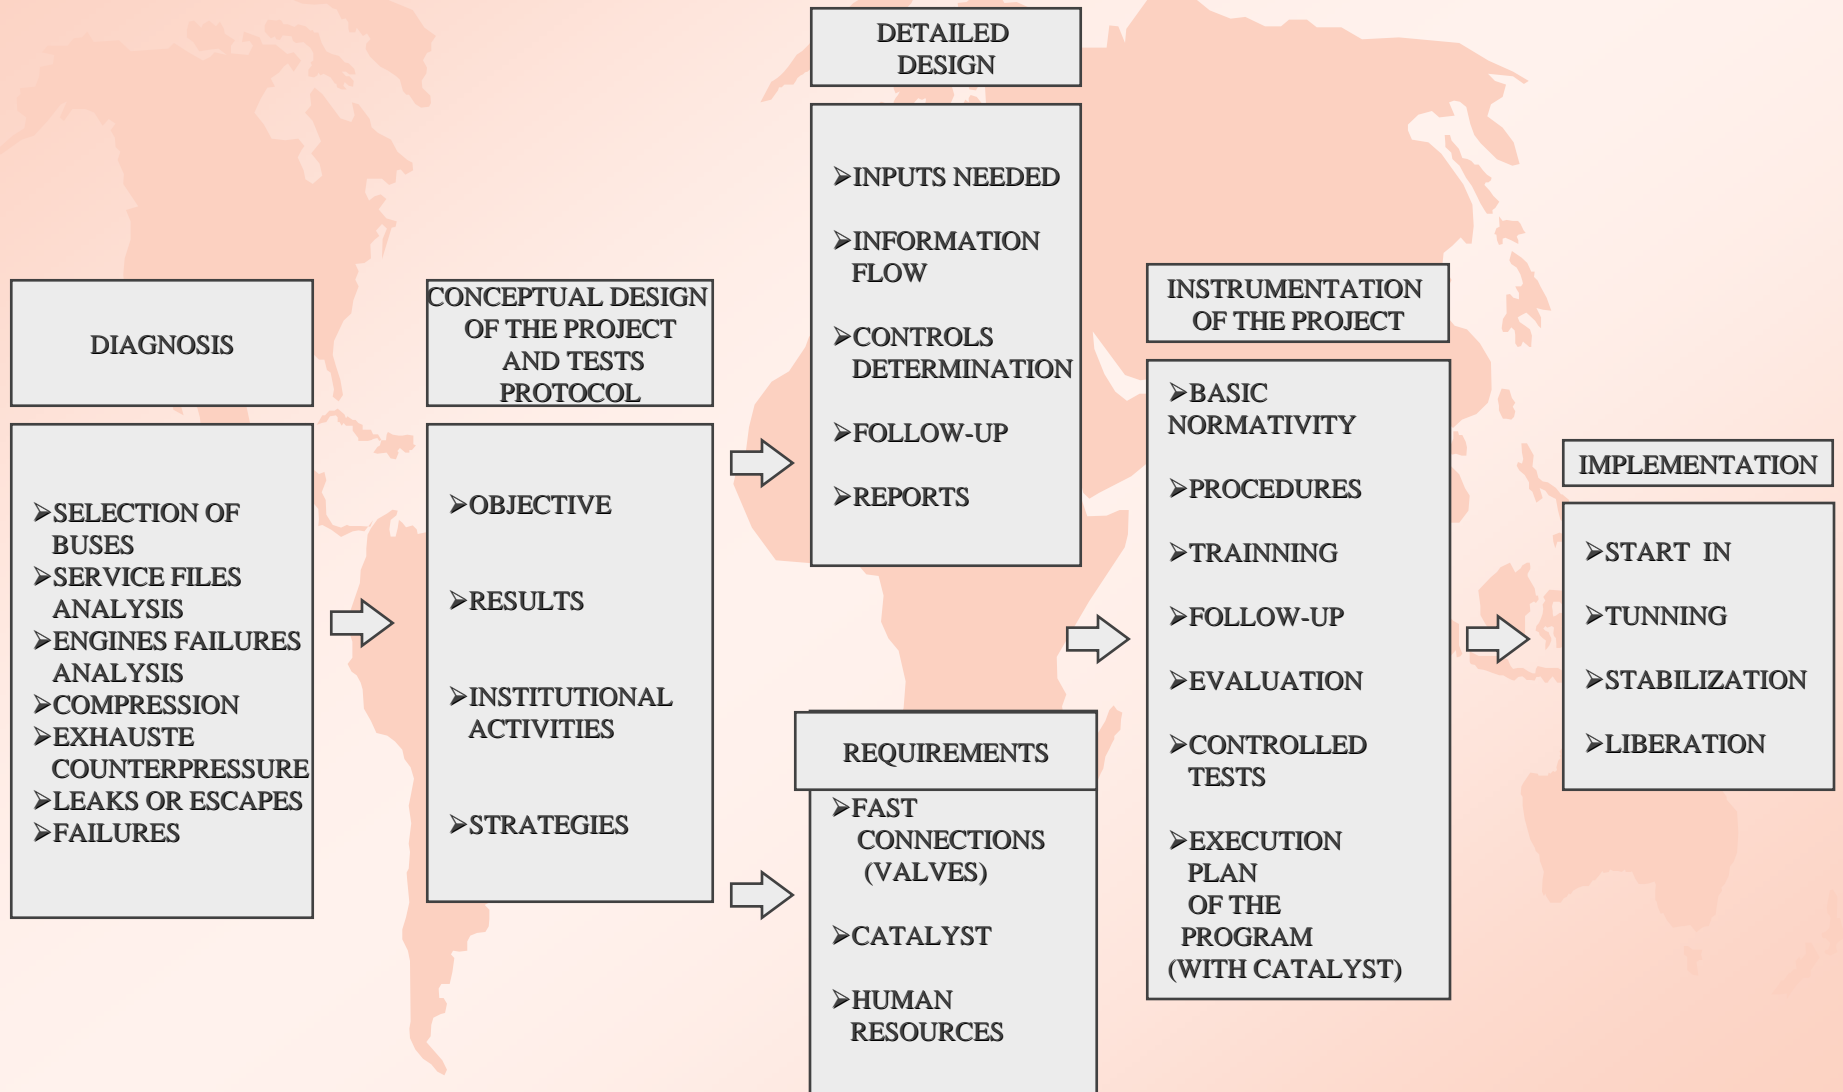 DIAGNOSIS
➢SELECTION OF
BUSES
➢SERVICE FILES
ANALYSIS
➢ENGINES FAILURES
ANALYSIS
➢COMPRESSION
➢EXHAUSTE
COUNTERPRESSURE
➢LEAKS OR ESCAPES
➢FAILURES
CONCEPTUAL DESIGN
OF THE PROJECT
AND TESTS
PROTOCOL
➢OBJECTIVE
➢RESULTS
➢INSTITUTIONAL
ACTIVITIES
➢STRATEGIES
DETAILED
DESIGN
➢INPUTS NEEDED
➢INFORMATION
FLOW
➢CONTROLS
DETERMINATION
➢FOLLOW-UP
➢REPORTS
REQUIREMENTS
➢FAST
CONNECTIONS
(VALVES)
➢CATALYST
➢HUMAN
RESOURCES
INSTRUMENTATION
OF THE PROJECT
➢BASIC
NORMATIVITY
➢PROCEDURES
➢TRAINNING
➢FOLLOW-UP
➢EVALUATION
➢CONTROLLED
TESTS
➢EXECUTION
PLAN
OF THE
PROGRAM
(WITH CATALYST)
IMPLEMENTATION
➢START IN
➢TUNNING
➢STABILIZATION
➢LIBERATION